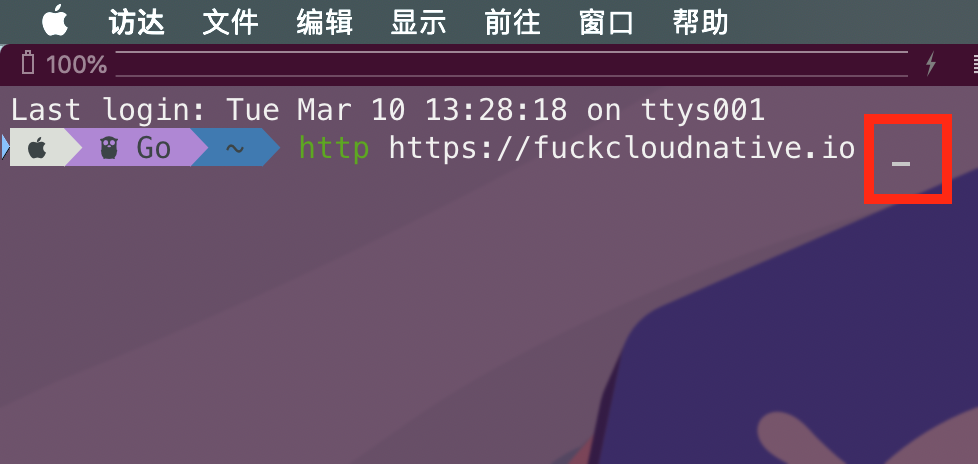 访达 文件 编辑 显示 前往 窗口 帮助
100%
Last login: Tue Mar 10 13:28:18 on ttys001
Go ~ http https://fuckcloudnative.io _